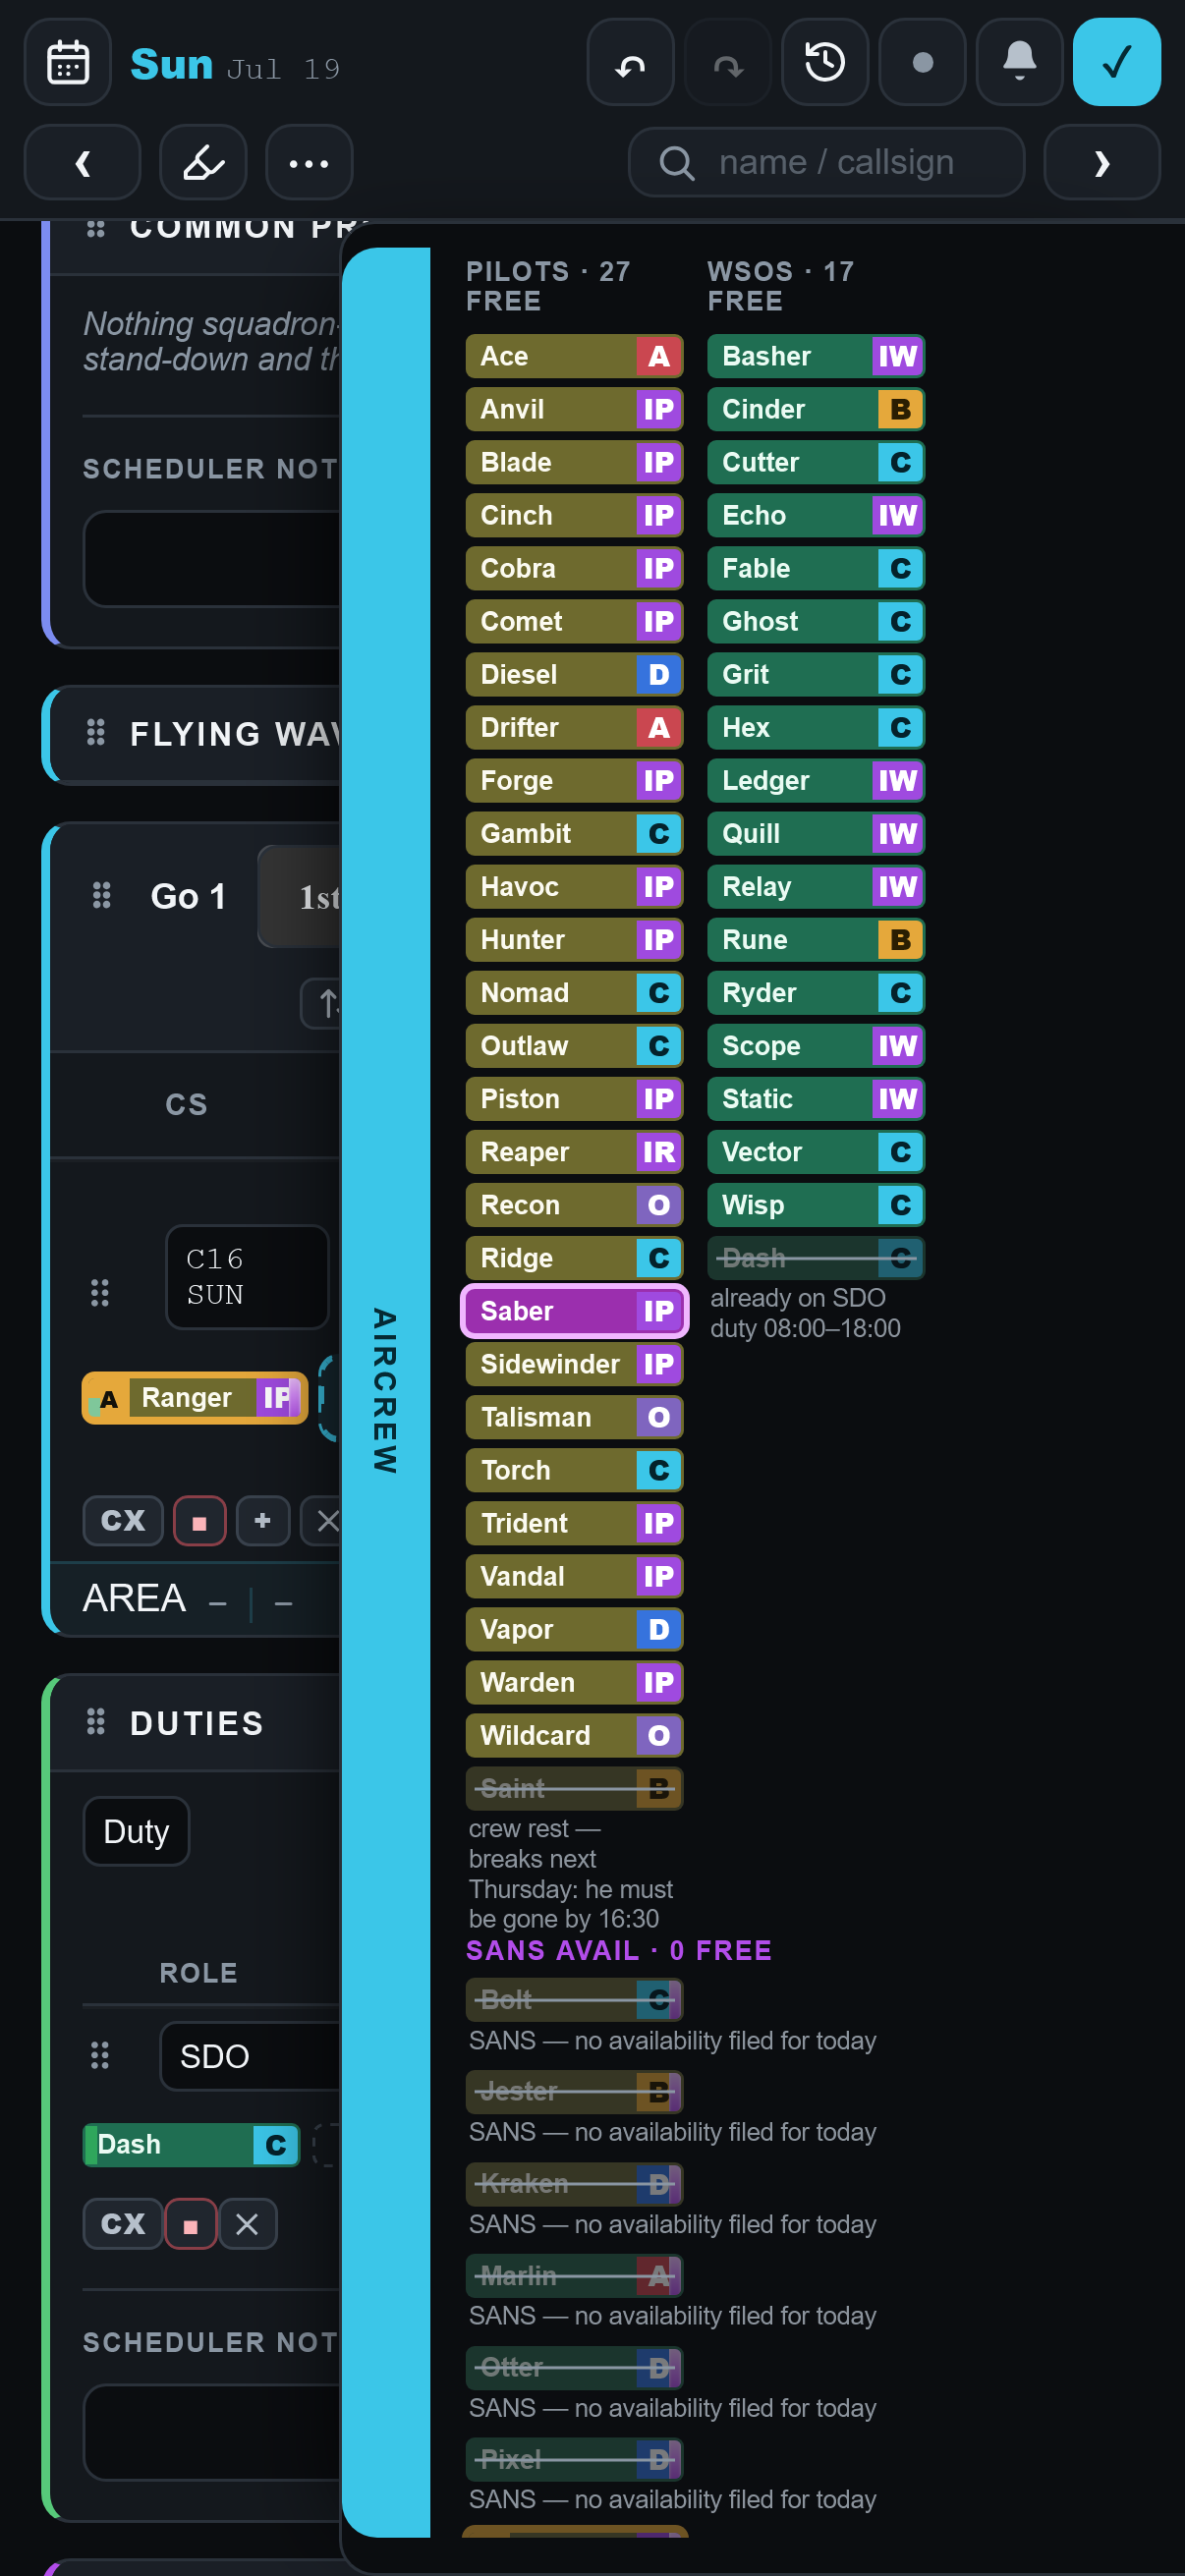 Sun Jul 19
name / callsign
COMMON PR
Nothing squadron-
stand-down and th
SCHEDULER NOT
FLYING WAV
Go 1
1st
CS
C16
SUN
A Ranger IP
CX
AREA – | –
DUTIES
Duty
ROLE
SDO
Dash C
CX
SCHEDULER NOT
AIRCREW
PILOTS · 27
FREE
Ace A
Anvil IP
Blade IP
Cinch IP
Cobra IP
Comet IP
Diesel D
Drifter A
Forge IP
Gambit C
Havoc IP
Hunter IP
Nomad C
Outlaw C
Piston IP
Reaper IR
Recon O
Ridge C
Saber IP
Sidewinder IP
Talisman O
Torch C
Trident IP
Vandal IP
Vapor D
Warden IP
Wildcard O
Saint B
crew rest —
breaks next
Thursday: he must
be gone by 16:30
WSOS · 17
FREE
Basher IW
Cinder B
Cutter C
Echo IW
Fable C
Ghost C
Grit C
Hex C
Ledger IW
Quill IW
Relay IW
Rune B
Ryder C
Scope IW
Static IW
Vector C
Wisp C
Dash C
already on SDO
duty 08:00–18:00
SANS AVAIL · 0 FREE
Bolt C
SANS — no availability filed for today
Jester B
SANS — no availability filed for today
Kraken D
SANS — no availability filed for today
Marlin A
SANS — no availability filed for today
Otter D
SANS — no availability filed for today
Pixel D
SANS — no availability filed for today